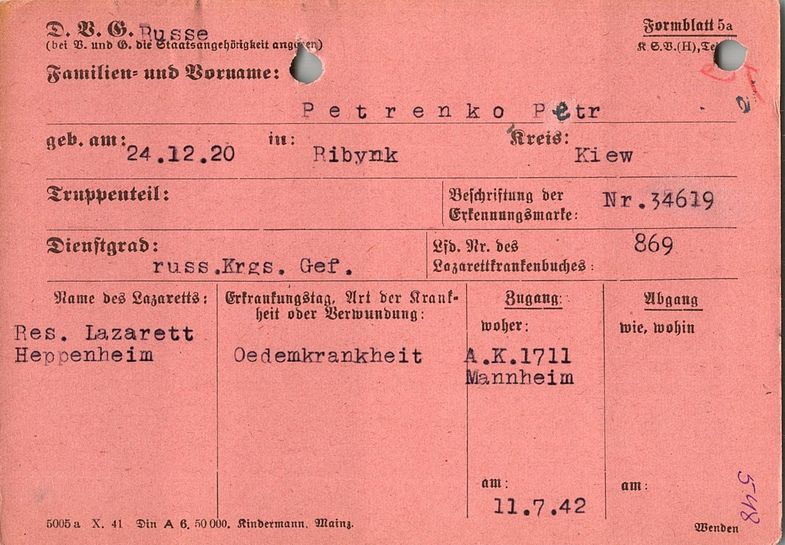 D. V. G. Russe
(bei V. und G. die Staatsangehörigkeit angeben)
Formblatt 5a
K S.V.(H),
Familien- und Vorname:
Petrenko Petr
geb. am: 24.12.20 in: Ribynk Kreis: Kiew
Truppenteil:
Beschriftung der
Erkennungsmarke: Nr.34619
Dienstgrad:
russ.Krgs. Gef.
Lfd. Nr. des 869
Lazarettkrankenbuches:
Name des Lazaretts:
Res. Lazarett
Heppenheim
Erkrankungstag, Art der Krank-
heit oder Verwundung:
Oedemkrankheit
Zugang:
woher:
A.K.1711
Mannheim
am:
11.7.42
Abgang
wie, wohin
am:
548
5005a X. 41 Din A 6. 50000. Kindermann, Mainz.
Wenden